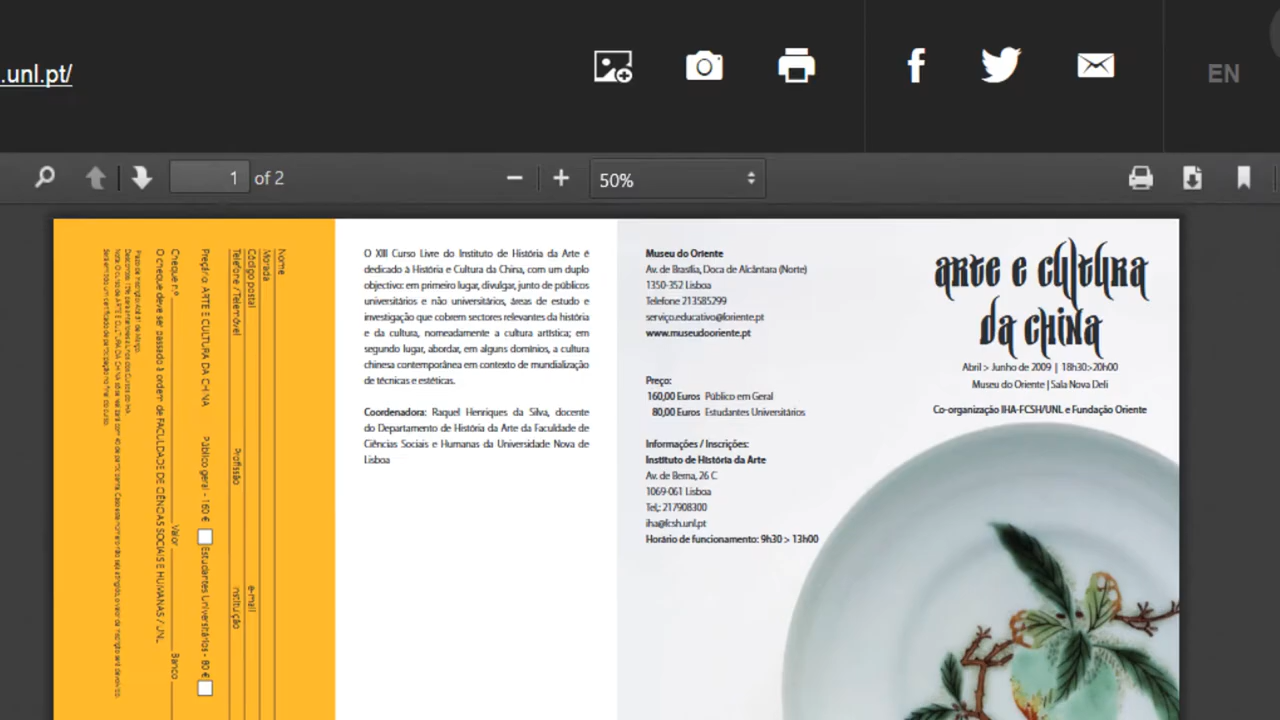 .unl.pt/
EN
1 of 2
50%
Nome
Morada
Código postal
e-mail
Telefone / Telemóvel
Profissão
Instituição
Preçário: ARTE E CULTURA DA CHINA
Público geral - 160 €
Estudantes Universitários - 80 €
Cheque n.º
Valor
Banco
O cheque deve ser passado à ordem de FACULDADE DE CIÊNCIAS SOCIAIS E HUMANAS / UNL
O XIII Curso Livre do Instituto de História da Arte é
dedicado à História e Cultura da China, com um duplo
objectivo: em primeiro lugar, divulgar, junto de públicos
universitários e não universitários, áreas de estudo e
investigação que cobrem sectores relevantes da história
e da cultura, nomeadamente a cultura artística; em
segundo lugar, abordar, em alguns domínios, a cultura
chinesa contemporânea em contexto de mundialização
de técnicas e estéticas.
Coordenadora: Raquel Henriques da Silva, docente
do Departamento de História da Arte da Faculdade de
Ciências Sociais e Humanas da Universidade Nova de
Lisboa
Museu do Oriente
Av. de Brasília, Doca de Alcântara (Norte)
1350-352 Lisboa
Telefone 213585299
serviço.educativo@foriente.pt
www.museudooriente.pt
Preço:
160,00 Euros Público em Geral
80,00 Euros Estudantes Universitários
Informações / Inscrições:
Instituto de História da Arte
Av. de Berna, 26 C
1069-061 Lisboa
Tel,: 217908300
iha@fcsh.unl.pt
Horário de funcionamento: 9h30 > 13h00
arte e cultura
da china
Abril > Junho de 2009 | 18h30>20h00
Museu do Oriente | Sala Nova Deli
Co-organização IHA-FCSH/UNL e Fundação Oriente